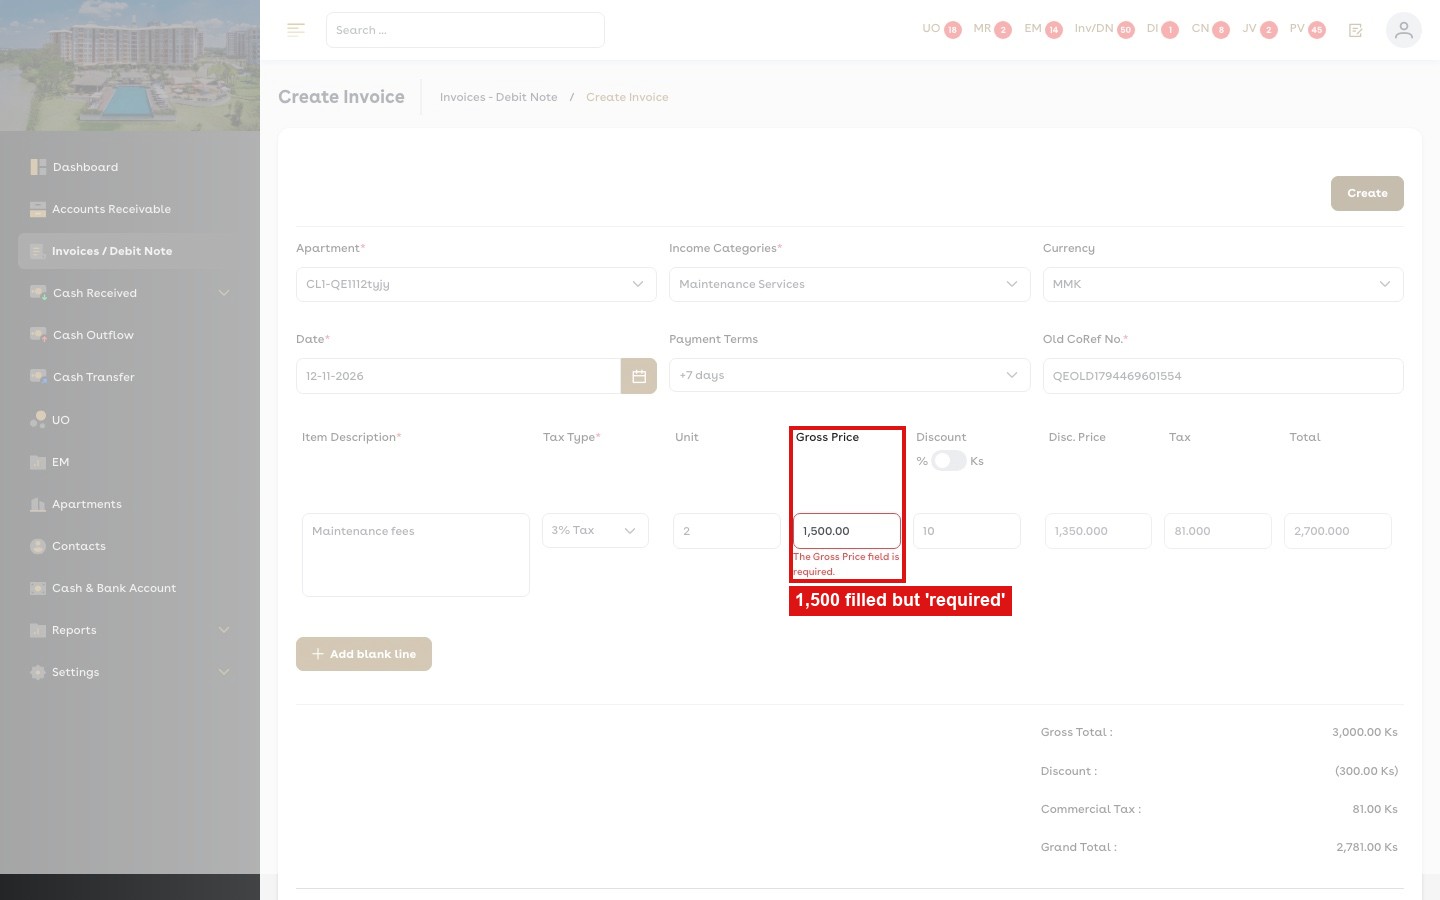 Search ...
UO 18 MR 2 EM 14 Inv/DN 50 DI 1 CN 8 JV 2 PV 45
Create Invoice
Invoices - Debit Note / Create Invoice
Dashboard
Accounts Receivable
Invoices / Debit Note
Cash Received
Cash Outflow
Cash Transfer
UO
EM
Apartments
Contacts
Cash & Bank Account
Reports
Settings
Create
Apartment* Income Categories* Currency
CL1-QE1112tyjy Maintenance Services MMK
Date* Payment Terms Old CoRef No.*
12-11-2026 +7 days QEOLD1794469601554
Item Description* Tax Type* Unit Gross Price Discount Disc. Price Tax Total
% Ks
Maintenance fees 3% Tax 2 1,500.00 10 1,350.000 81.000 2,700.000
The Gross Price field is
required.
1,500 filled but 'required'
Add blank line
Gross Total : 3,000.00 Ks
Discount : (300.00 Ks)
Commercial Tax : 81.00 Ks
Grand Total : 2,781.00 Ks